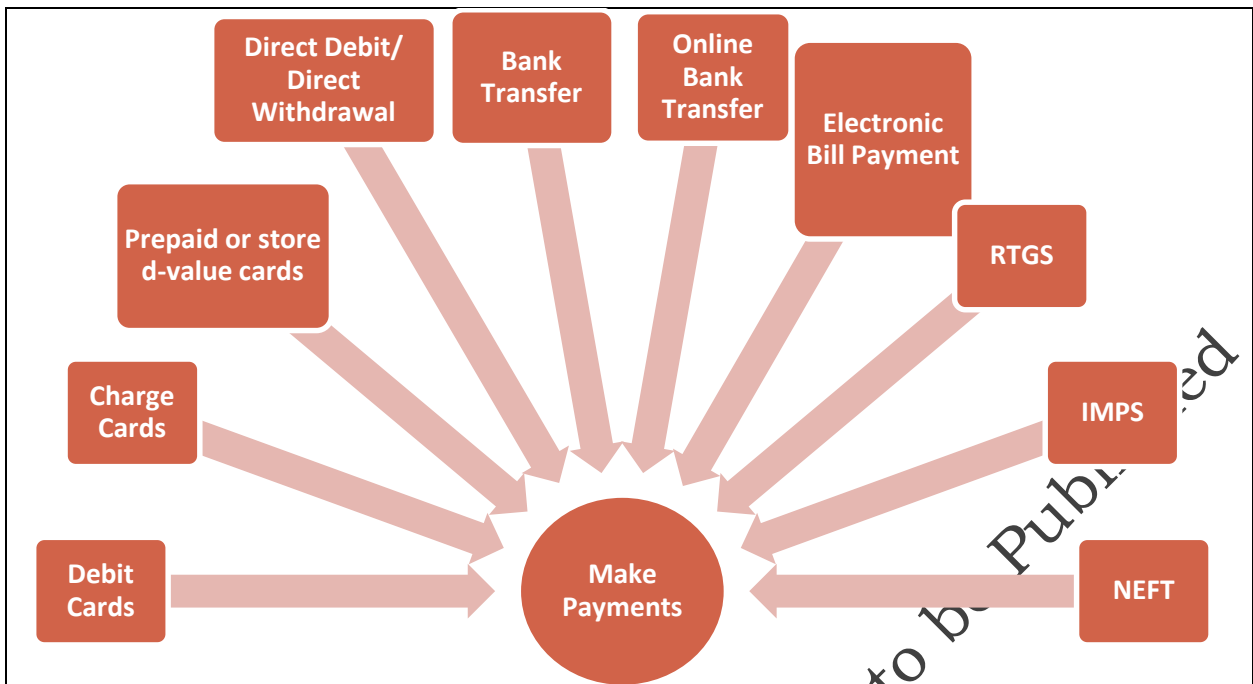 Direct Debit/
Direct
Withdrawal
Bank
Transfer
Online
Bank
Transfer
Electronic
Bill Payment
Prepaid or store
d-value cards
RTGS
Charge
Cards
IMPS
Debit
Cards
Make
Payments
NEFT
to be